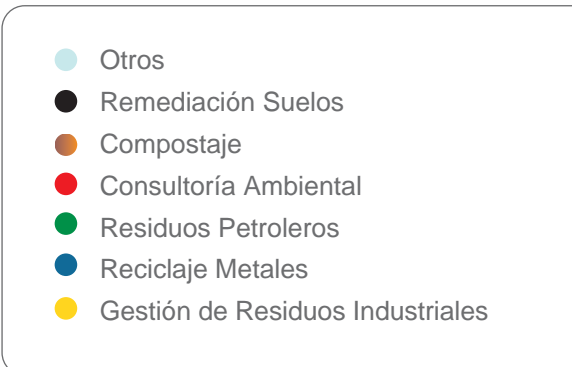 Otros
Remediación Suelos
Compostaje
Consultoría Ambiental
Residuos Petroleros
Reciclaje Metales
Gestión de Residuos Industriales